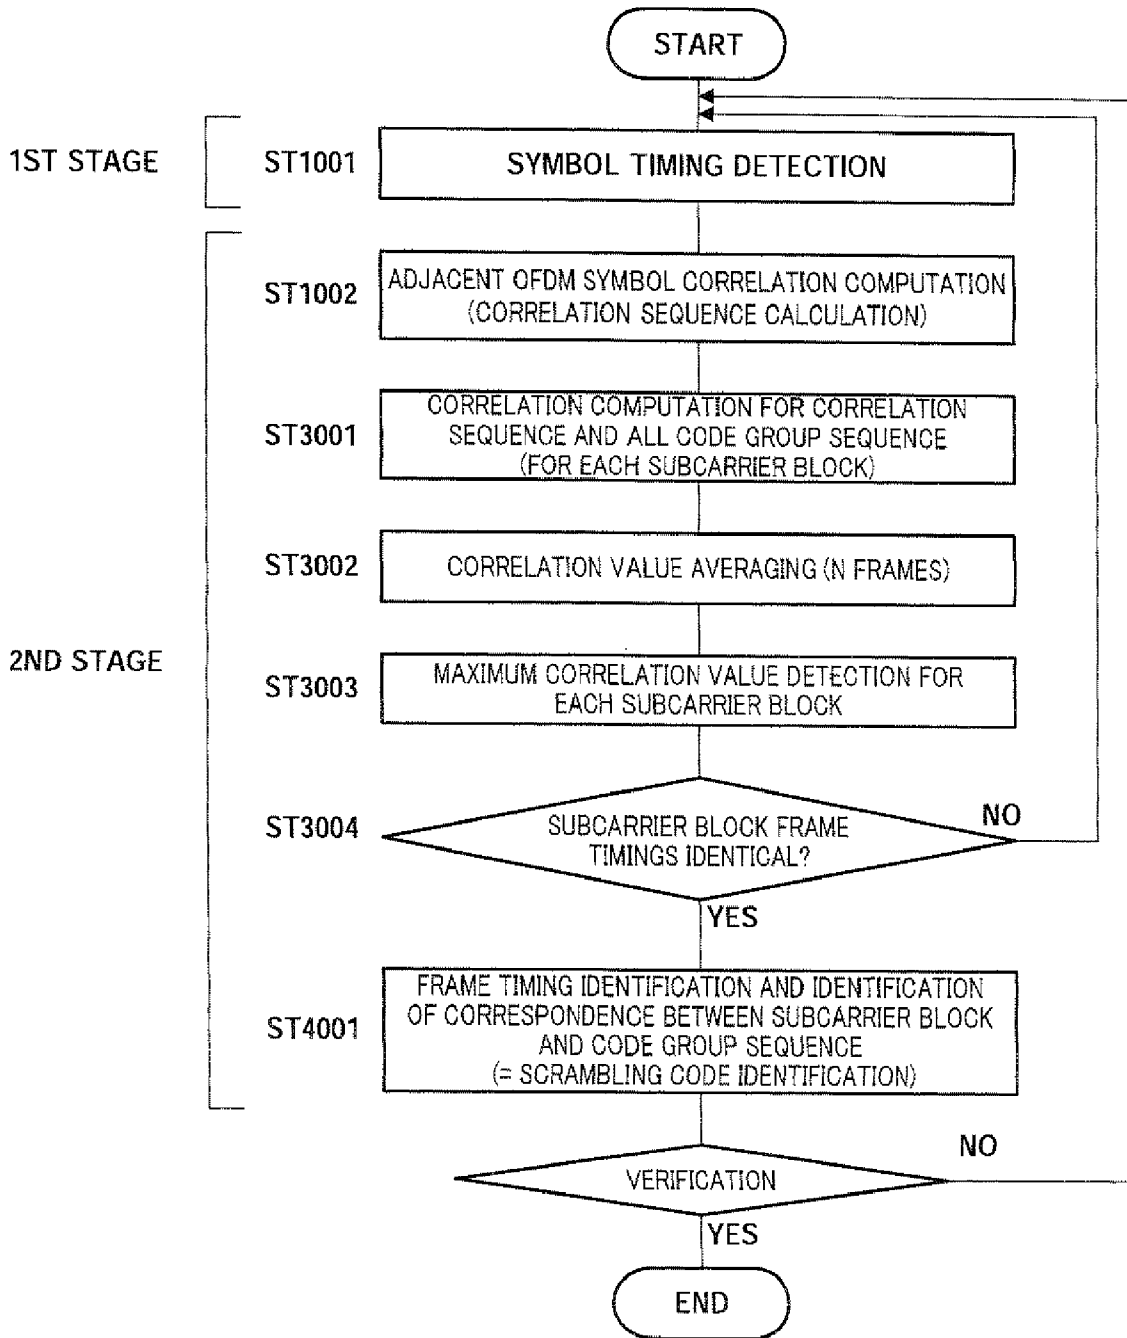 START
1ST STAGE
ST1001
SYMBOL TIMING DETECTION
ST1002
ADJACENT OFDM SYMBOL CORRELATION COMPUTATION
(CORRELATION SEQUENCE CALCULATION)
ST3001
CORRELATION COMPUTATION FOR CORRELATION
SEQUENCE AND ALL CODE GROUP SEQUENCE
(FOR EACH SUBCARRIER BLOCK)
ST3002
CORRELATION VALUE AVERAGING (N FRAMES)
2ND STAGE
ST3003
MAXIMUM CORRELATION VALUE DETECTION FOR
EACH SUBCARRIER BLOCK
ST3004
SUBCARRIER BLOCK FRAME
TIMINGS IDENTICAL?
NO
YES
ST4001
FRAME TIMING IDENTIFICATION AND IDENTIFICATION
OF CORRESPONDENCE BETWEEN SUBCARRIER BLOCK
AND CODE GROUP SEQUENCE
(= SCRAMBLING CODE IDENTIFICATION)
VERIFICATION
NO
YES
END